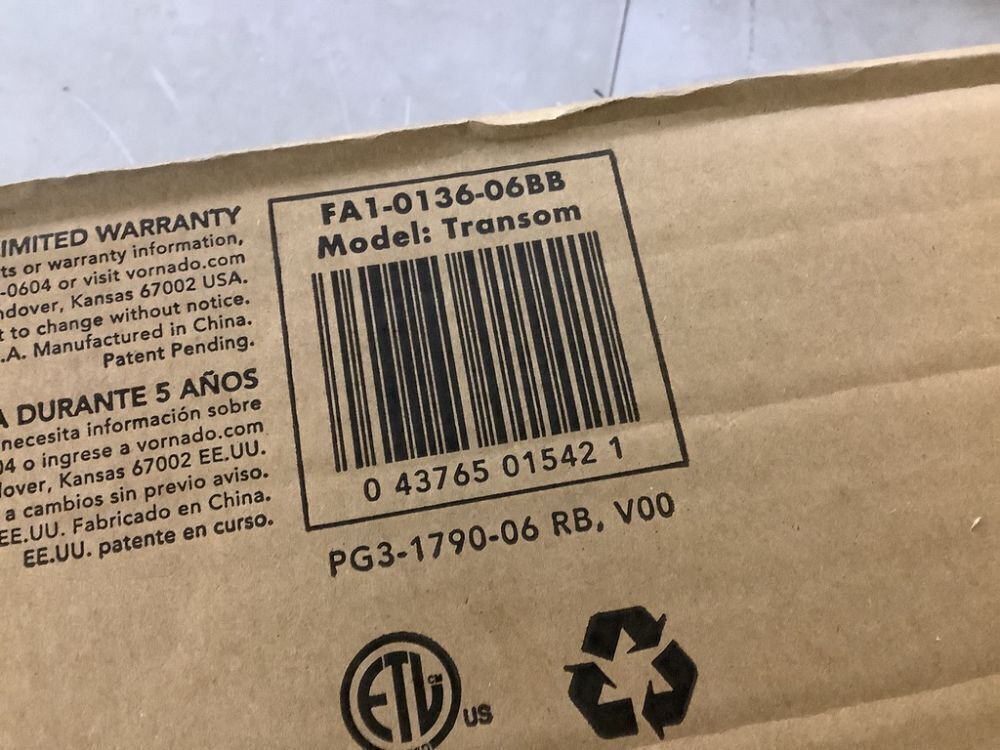 IMITED WARRANTY
ts or warranty information,
-0604 or visit vornado.com
ndover, Kansas 67002 USA.
t to change without notice.
.A. Manufactured in China.
Patent Pending.
A DURANTE 5 AÑOS
necesita información sobre
04 o ingrese a vornado.com
dover, Kansas 67002 EE.UU.
a cambios sin previo aviso.
EE.UU. Fabricado en China.
EE.UU. patente en curso.
FA1-0136-06BB
Model: Transom
0 43765 01542 1
PG3-1790-06 RB, V00
ETL CM
US